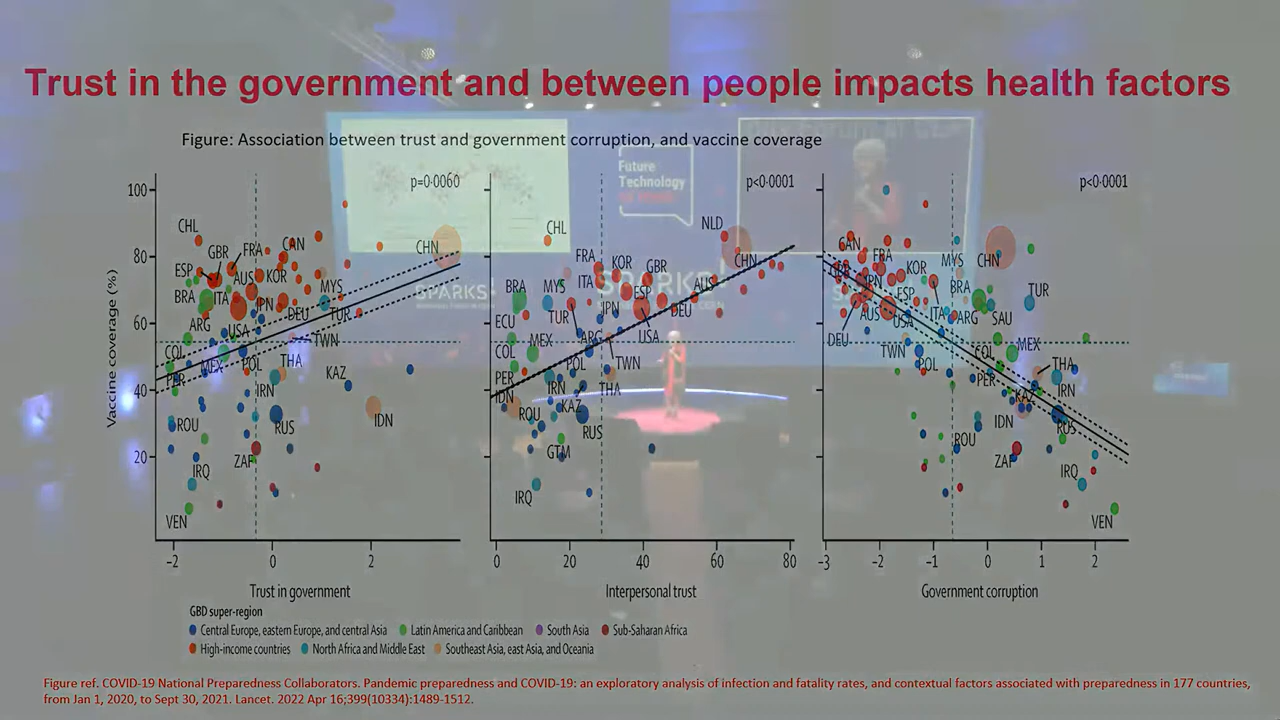 Trust in the government and between people impacts health factors
Figure: Association between trust and government corruption, and vaccine coverage
Future
Technology
SPARKS!
SPARKS!
Vaccine coverage (%)
100
80
60
40
20
p=0·0060
CHL
GBR
FRA
CAN
CHN
ESP
AUS
KOR
BRA
ITA
JPN
MYS
ARG
USA
DEU
TUR
TWN
COL
MEX
POL
THA
PER
IRN
KAZ
ROU
RUS
IDN
IRQ
ZAF
VEN
−2
0
2
Trust in government
p<0·0001
CHL
NLD
FRA
KOR
GBR
CHN
BRA
MYS
ITA
ESP
AUS
ECU
TUR
JPN
DEU
ARG
USA
COL
MEX
POL
TWN
PER
IRN
THA
IDN
ROU
KAZ
RUS
GTM
IRQ
0
20
40
60
80
Interpersonal trust
p<0·0001
CAN
FRA
MYS
CHN
GBR
JPN
KOR
ESP
BRA
TUR
AUS
USA
ITA
ARG
SAU
DEU
TWN
POL
COL
MEX
PER
THA
KAZ
IRN
IDN
RUS
ROU
ZAF
IRQ
VEN
−3
−2
−1
0
1
2
Government corruption
GBD super-region
Central Europe, eastern Europe, and central Asia
Latin America and Caribbean
South Asia
Sub-Saharan Africa
High-income countries
North Africa and Middle East
Southeast Asia, east Asia, and Oceania
Figure ref. COVID-19 National Preparedness Collaborators. Pandemic preparedness and COVID-19: an exploratory analysis of infection and fatality rates, and contextual factors associated with preparedness in 177 countries,
from Jan 1, 2020, to Sept 30, 2021. Lancet. 2022 Apr 16;399(10334):1489-1512.